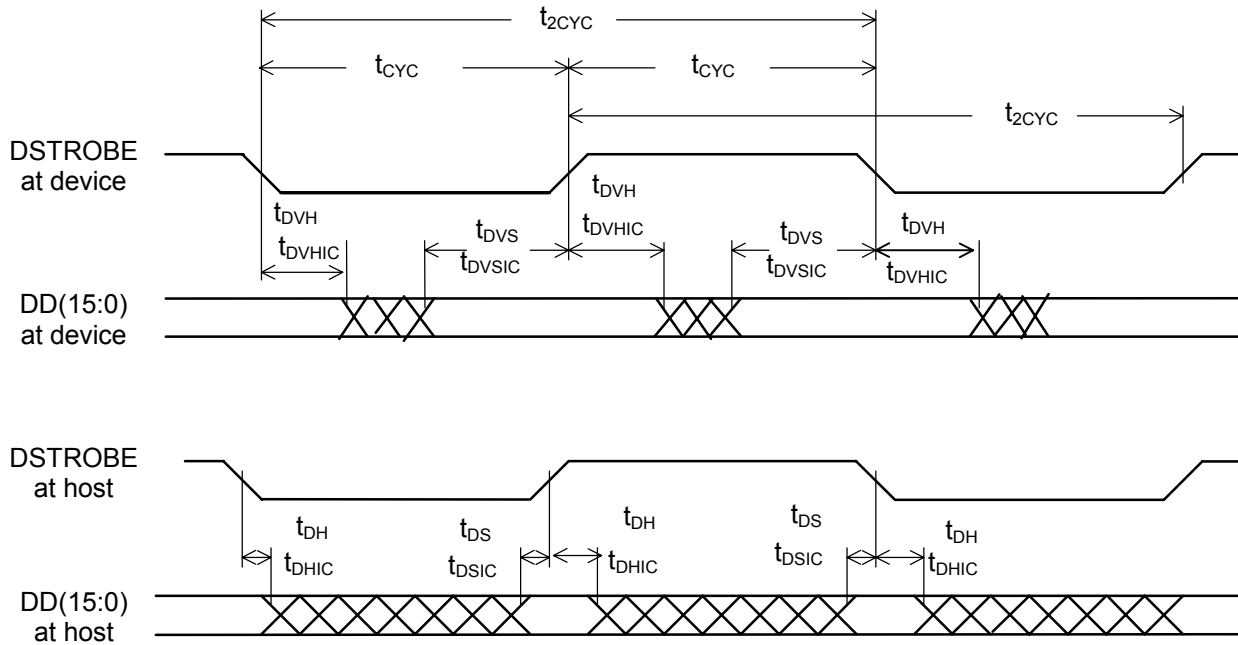 t2CYC
tCYC
tCYC
t2CYC
DSTROBE
at device
tDVH
tDVH
tDVH
tDVHIC
tDVS
tDVHIC
tDVS
tDVSIC
tDVSIC
tDVHIC
DD(15:0)
at device
DSTROBE
at host
tDH
tDS
tDH
tDS
tDH
tDHIC
tDSIC
tDHIC
tDSIC
tDHIC
DD(15:0)
at host